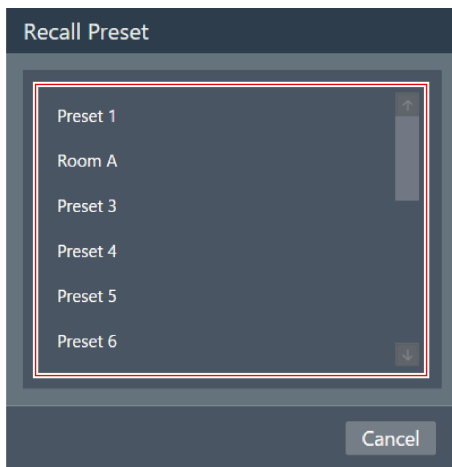 Recall Preset
Preset 1
Room A
Preset 3
Preset 4
Preset 5
Preset 6
Cancel